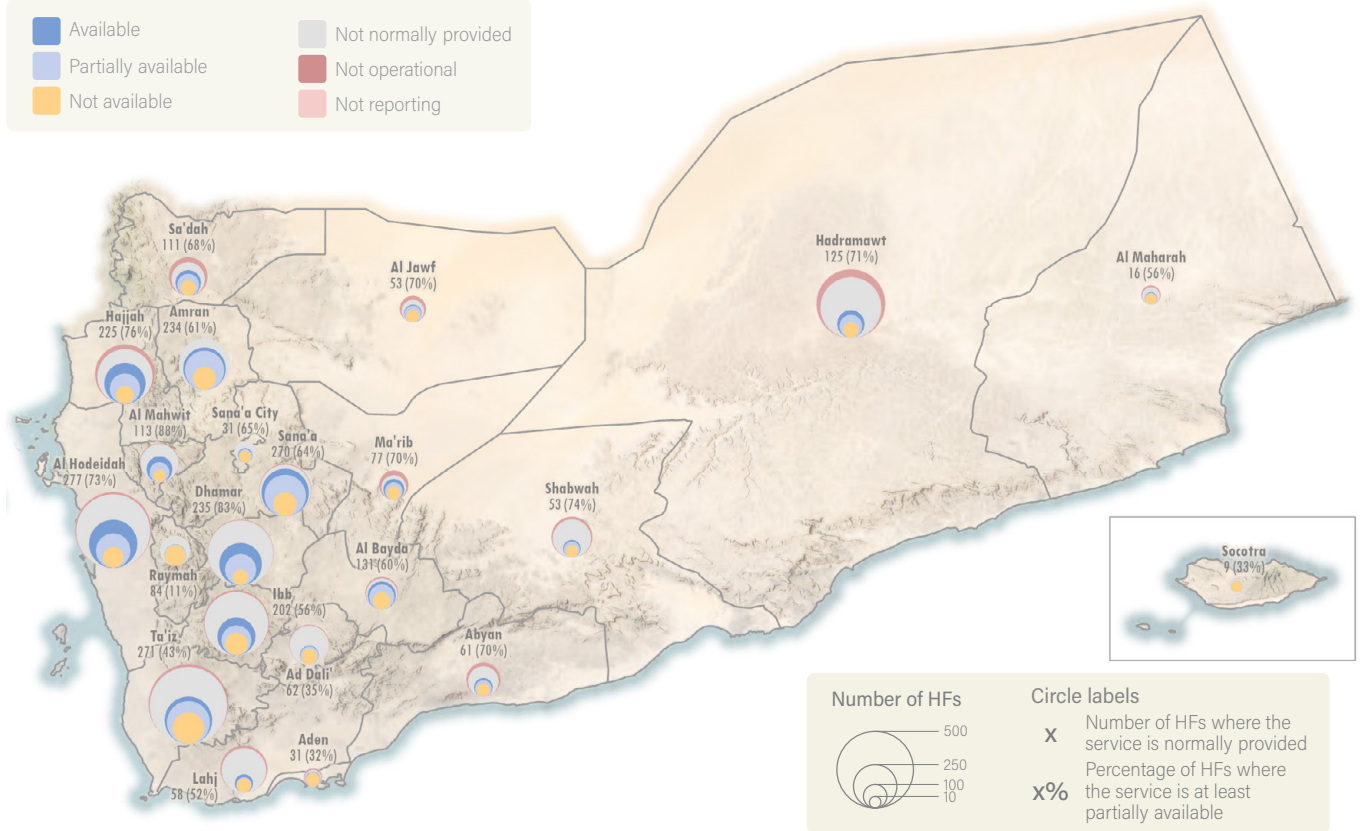 Available
Partially available
Not available
Not normally provided
Not operational
Not reporting
Sa'dah
111 (68%)
Al Jawf
53 (70%)
Hadramawt
125 (71%)
Al Maharah
16 (56%)
Hajjah
225 (76%)
Amran
234 (61%)
Al Mahwit
113 (88%)
Sana'a City
31 (65%)
Sana'a
270 (64%)
Ma'rib
77 (70%)
Al Hodeidah
277 (73%)
Dhamar
235 (83%)
Shabwah
53 (74%)
Al Bayda
131 (60%)
Raymah
84 (11%)
Ibb
202 (56%)
Socotra
9 (33%)
Ta'iz
271 (43%)
Ad Dali'
62 (35%)
Abyan
61 (70%)
Aden
31 (32%)
Lahj
58 (52%)
Number of HFs
500
250
100
10
Circle labels
x Number of HFs where the
service is normally provided
x% Percentage of HFs where
the service is at least
partially available